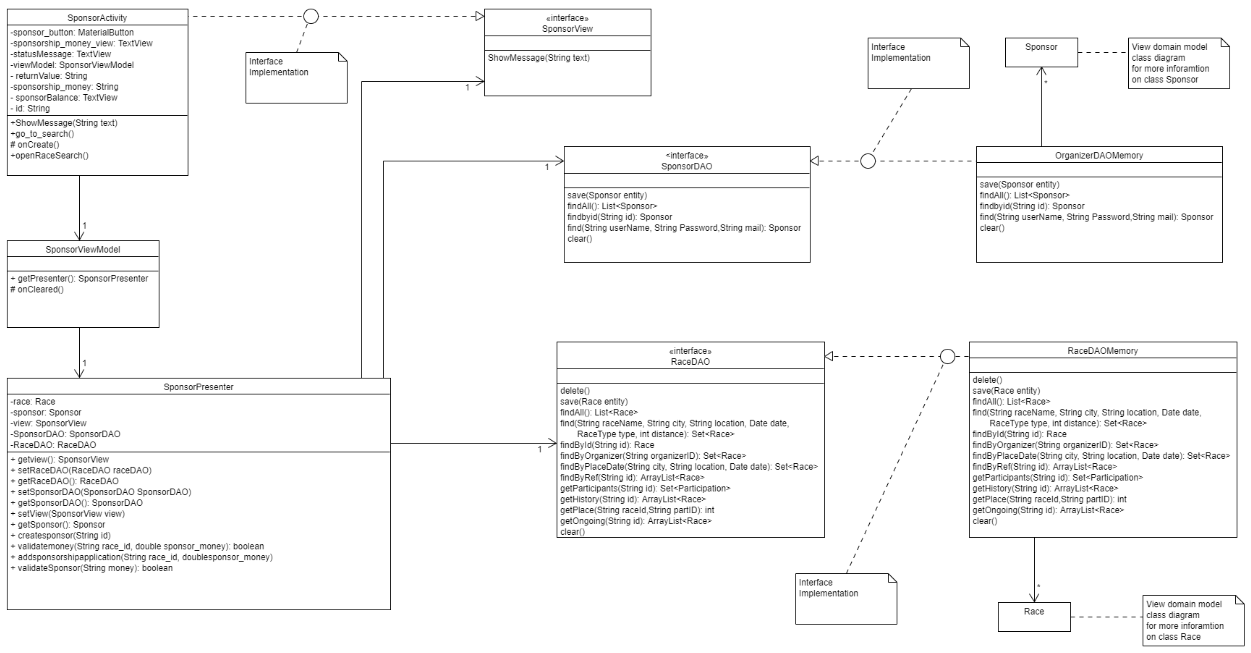 SponsorActivity
-sponsor_button: MaterialButton
-sponsorship_money_view: TextView
-statusMessage: TextView
-viewModel: SponsorViewModel
- returnValue: String
-sponsorship_money: String
- sponsorBalance: TextView
- id: String
+ShowMessage(String text)
+go_to_search()
# onCreate()
+openRaceSearch()
Interface
Implementation
«interface»
SponsorView
ShowMessage(String text)
1
Interface
Implementation
Sponsor
View domain model
class diagram
for more inforamtion
on class Sponsor
*
<interface»
SponsorDAO
save(Sponsor entity)
findAll(): List<Sponsor>
findbyid(String id): Sponsor
find(String userName, String Password,String mail): Sponsor
clear()
1
OrganizerDAOMemory
save(Sponsor entity)
findAll(): List<Sponsor>
findbyid(String id): Sponsor
find(String userName, String Password,String mail): Sponsor
clear()
1
SponsorViewModel
+ getPresenter(): SponsorPresenter
# onCleared()
1
SponsorPresenter
-race: Race
-sponsor: Sponsor
-view: SponsorView
-SponsorDAO: SponsorDAO
-RaceDAO: RaceDAO
+ getview(): SponsorView
+ setRaceDAO(RaceDAO raceDAO)
+ getRaceDAO(): RaceDAO
+ setSponsorDAO(SponsorDAO SponsorDAO)
+ getSponsorDAO(): SponsorDAO
+ setView(SponsorView view)
+ getSponsor(): Sponsor
+ createsponsor(String id)
+ validatemoney(String race_id, double sponsor_money): boolean
+ addsponsorshipapplication(String race_id, doublesponsor_money)
+ validateSponsor(String money): boolean
1
«interface»
RaceDAO
delete()
save(Race entity)
findAll(): List<Race>
find(String raceName, String city, String location, Date date,
RaceType type, int distance): Set<Race>
findById(String id): Race
findByOrganizer(String organizerID): Set<Race>
findByPlaceDate(String city, String location, Date date): Set<Race>
findByRef(String id): ArrayList<Race>
getParticipants(String id): Set<Participation>
getHistory(String id): ArrayList<Race>
getPlace(String raceId,String partID): int
getOngoing(String id): ArrayList<Race>
clear()
RaceDAOMemory
delete()
save(Race entity)
findAll(): List<Race>
find(String raceName, String city, String location, Date date,
RaceType type, int distance): Set<Race>
findById(String id): Race
findByOrganizer(String organizerID): Set<Race>
findByPlaceDate(String city, String location, Date date): Set<Race>
findByRef(String id): ArrayList<Race>
getParticipants(String id): Set<Participation>
getHistory(String id): ArrayList<Race>
getPlace(String raceId,String partID): int
getOngoing(String id): ArrayList<Race>
clear()
Interface
Implementation
*
Race
View domain model
class diagram
for more inforamtion
on class Race